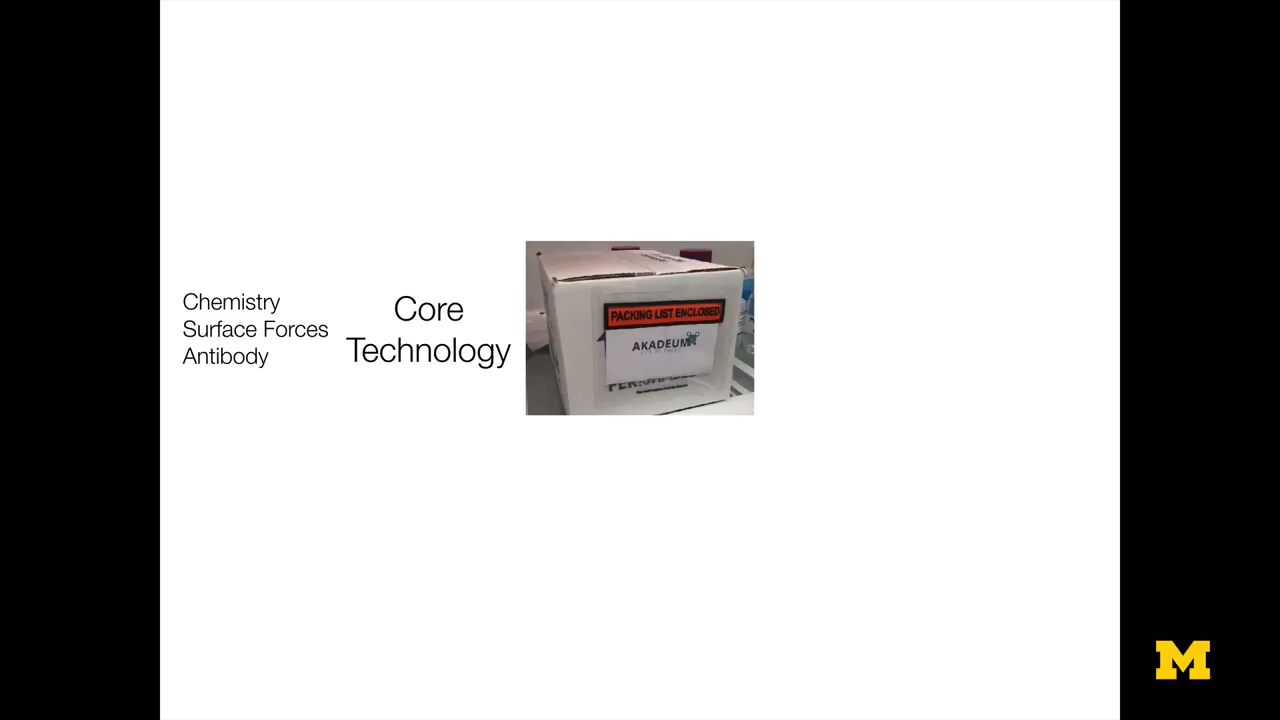 Chemistry
Surface Forces
Antibody
Core
Technology
PACKING LIST ENCLOSED
AKADEUM
M